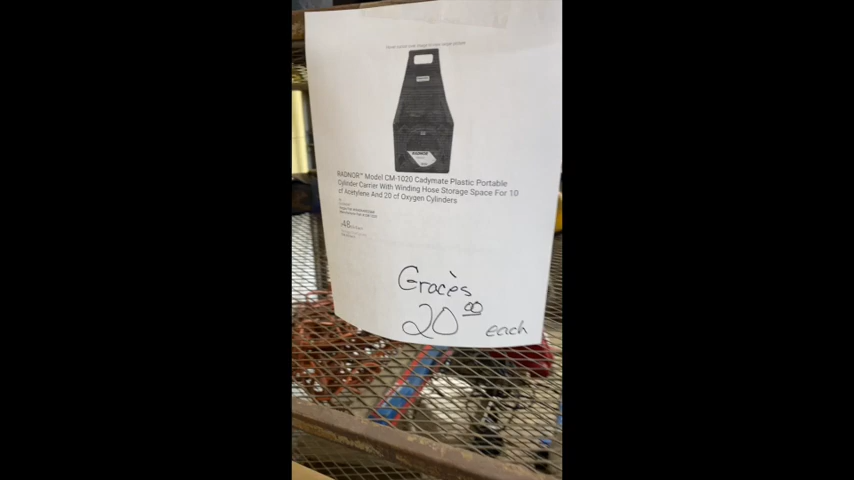 RADNOR
RADNOR™ Model CM-1020 Cadymate Plastic Portable
Cylinder Carrier With Winding Hose Storage Space For 10
cf Acetylene And 20 cf Oxygen Cylinders
Grace's
20 00 each